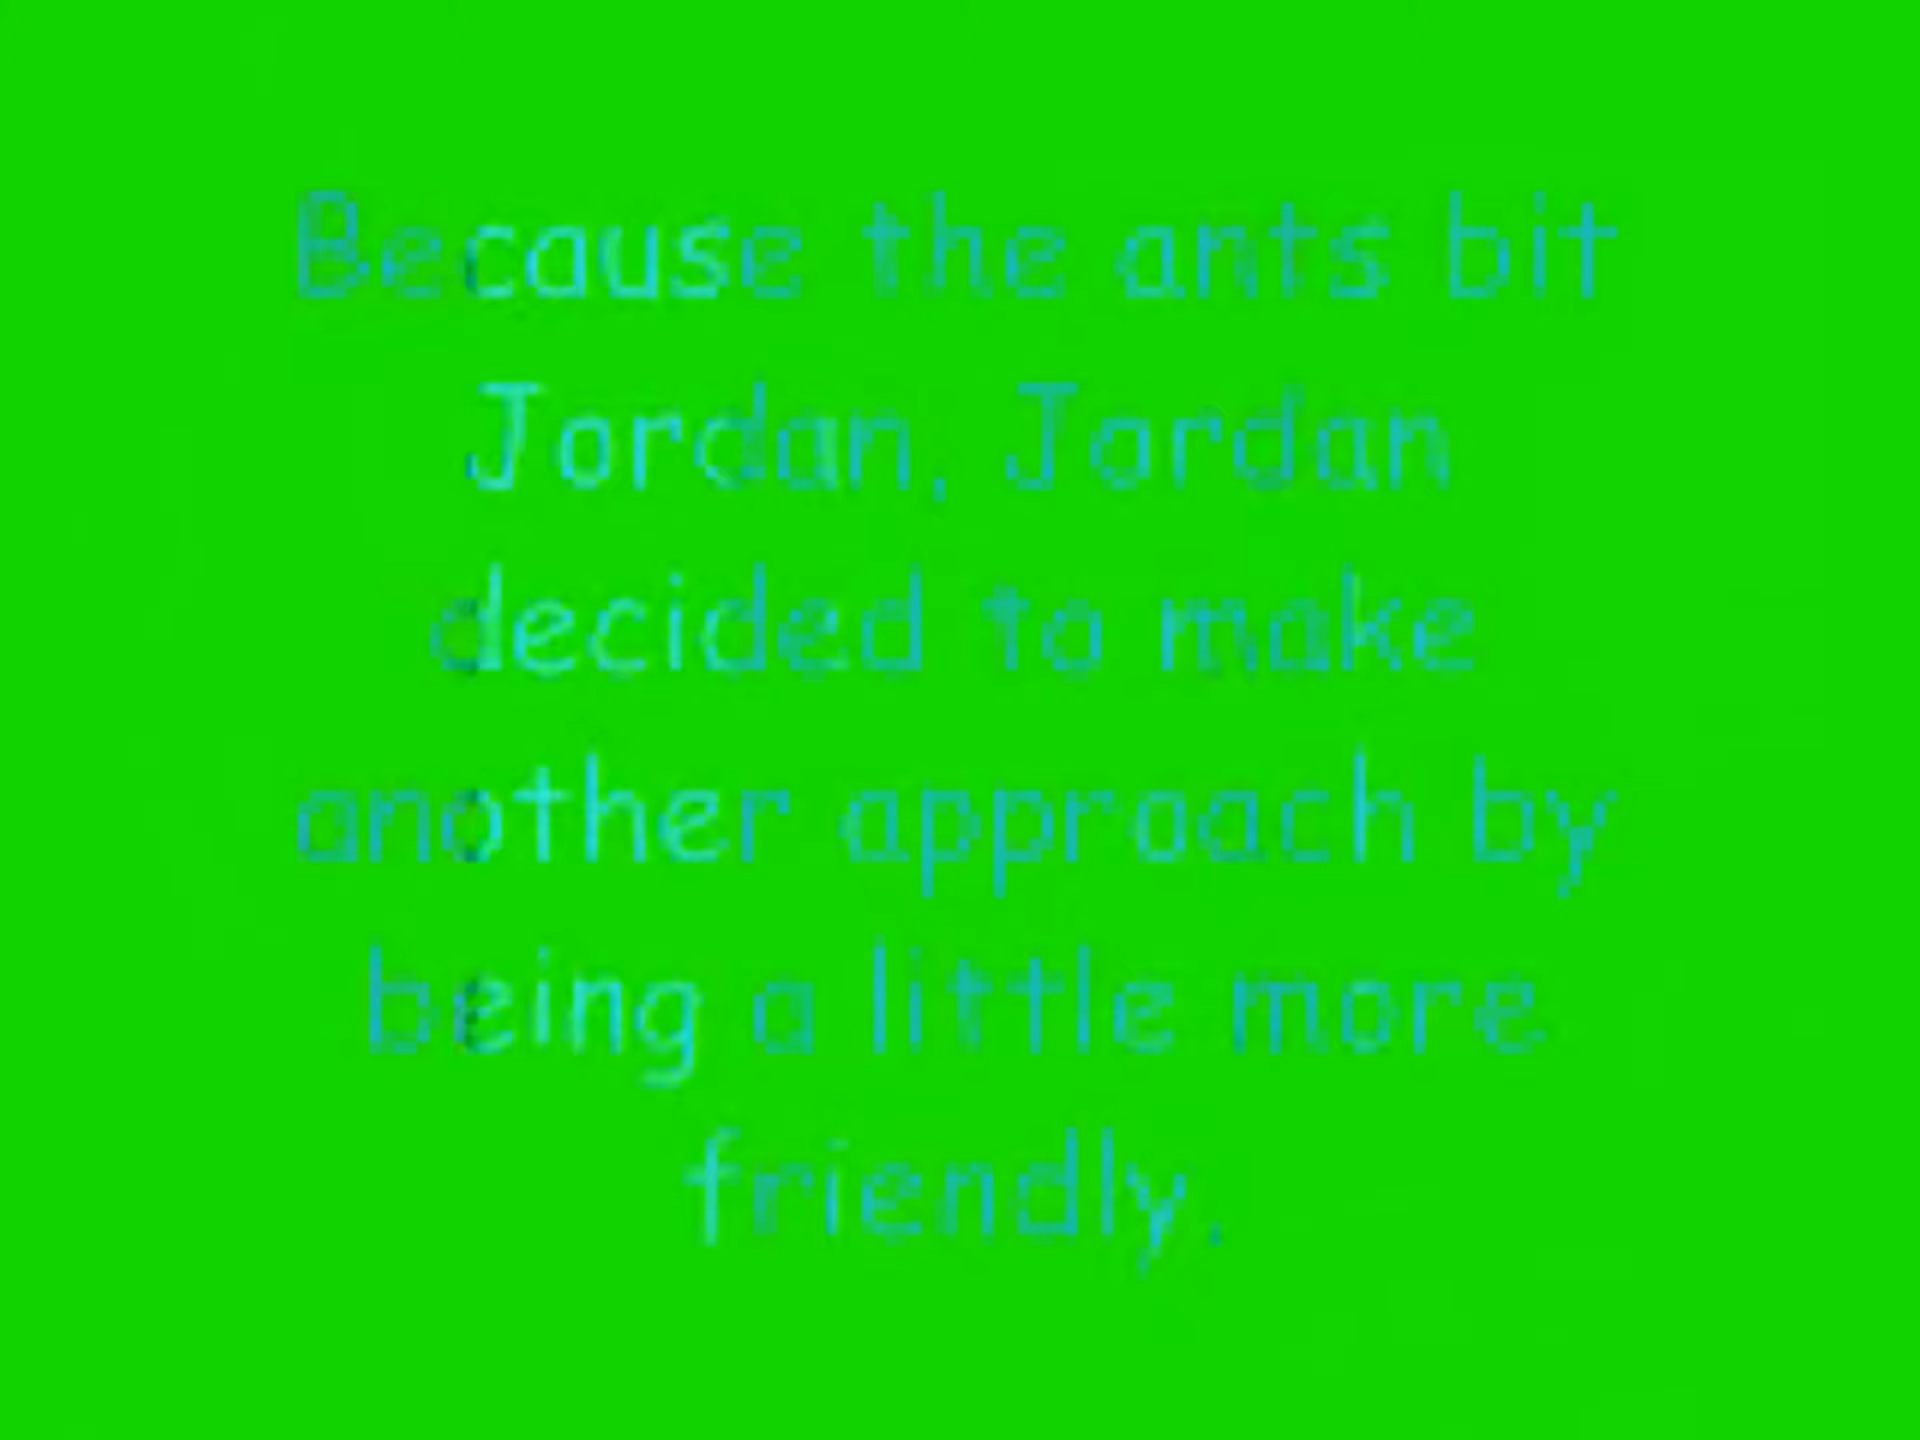 Because the ants bit
Jordan, Jordan
decided to make
another approach by
being a little more
friendly.